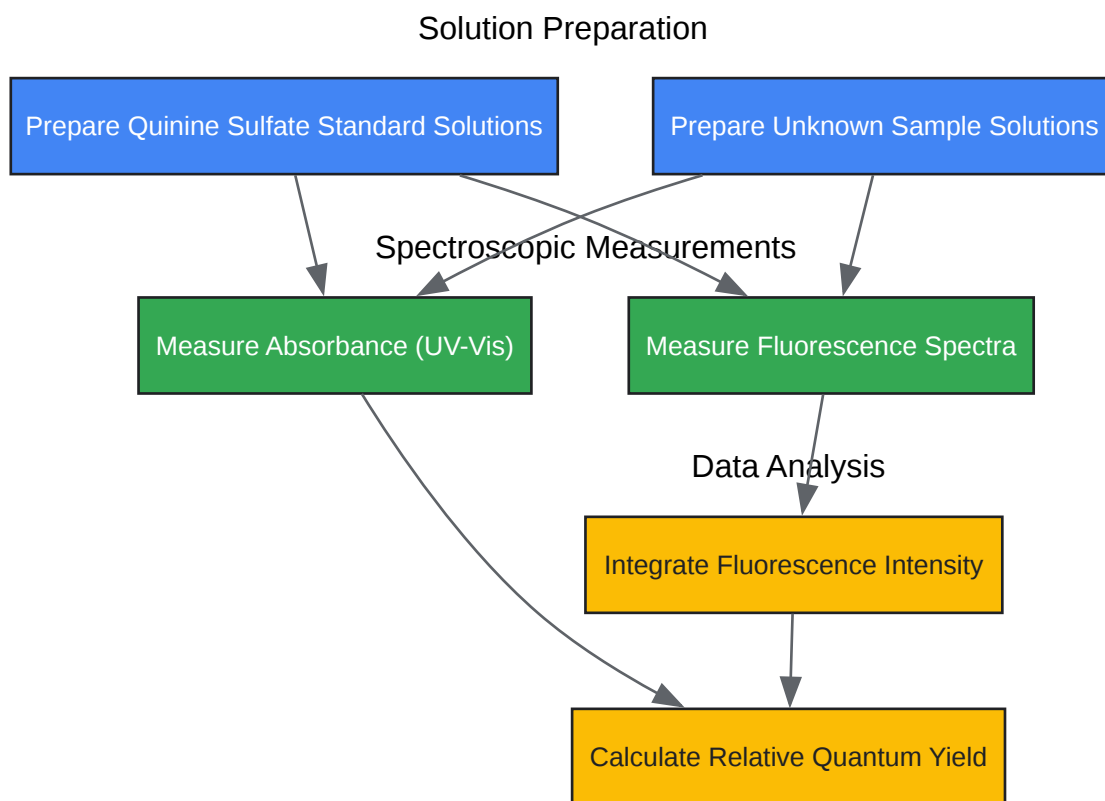 Solution Preparation
Prepare Quinine Sulfate Standard Solutions
Prepare Unknown Sample Solutions
Spectroscopic Measurements
Measure Absorbance (UV-Vis)
Measure Fluorescence Spectra
Data Analysis
Integrate Fluorescence Intensity
Calculate Relative Quantum Yield